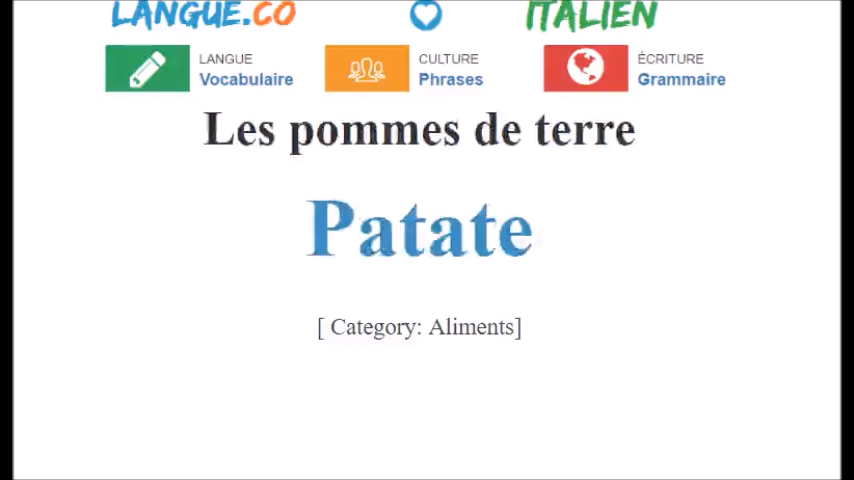 LANGUE.CO ITALIEN
LANGUE CULTURE ÉCRITURE
Vocabulaire Phrases Grammaire
Les pommes de terre
Patate
[ Category: Aliments]